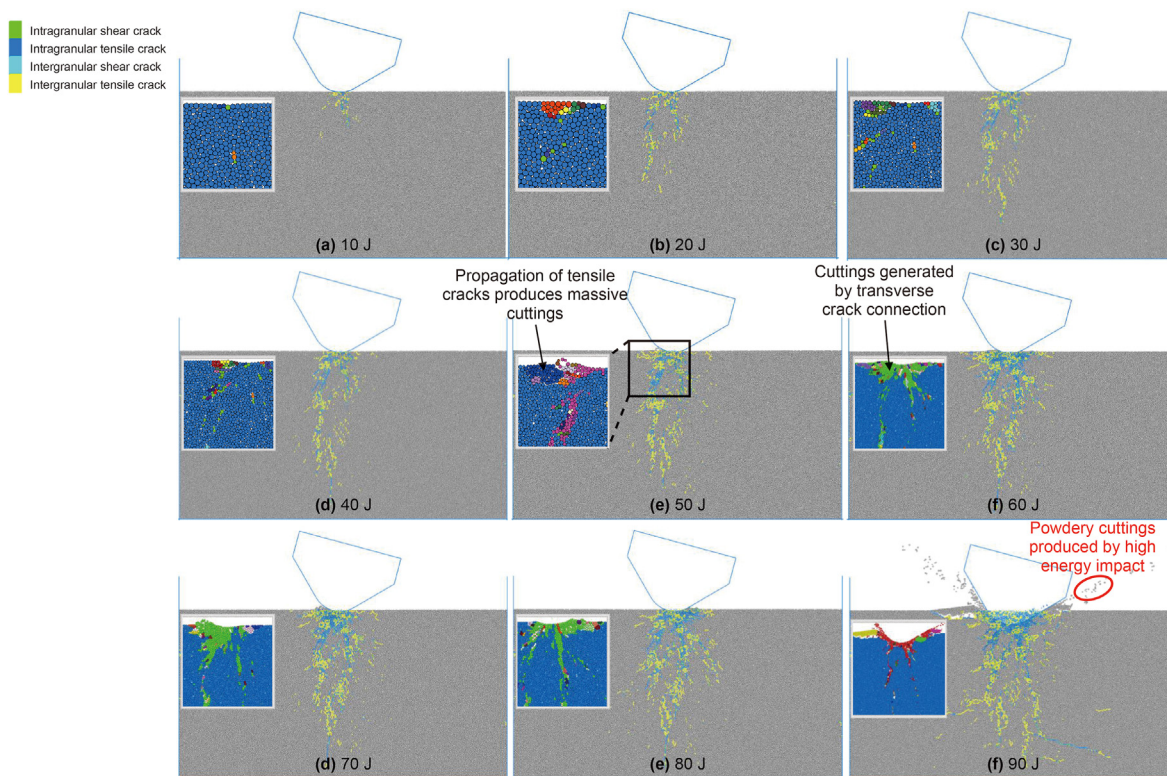 Intragranular shear crack
Intragranular tensile crack
Intergranular shear crack
Intergranular tensile crack
(a) 10 J
(b) 20 J
(c) 30 J
Propagation of tensile
cracks produces massive
cuttings
Cuttings generated
by transverse
crack connection
(d) 40 J
(e) 50 J
(f) 60 J
Powdery cuttings
produced by high
energy impact
(d) 70 J
(e) 80 J
(f) 90 J